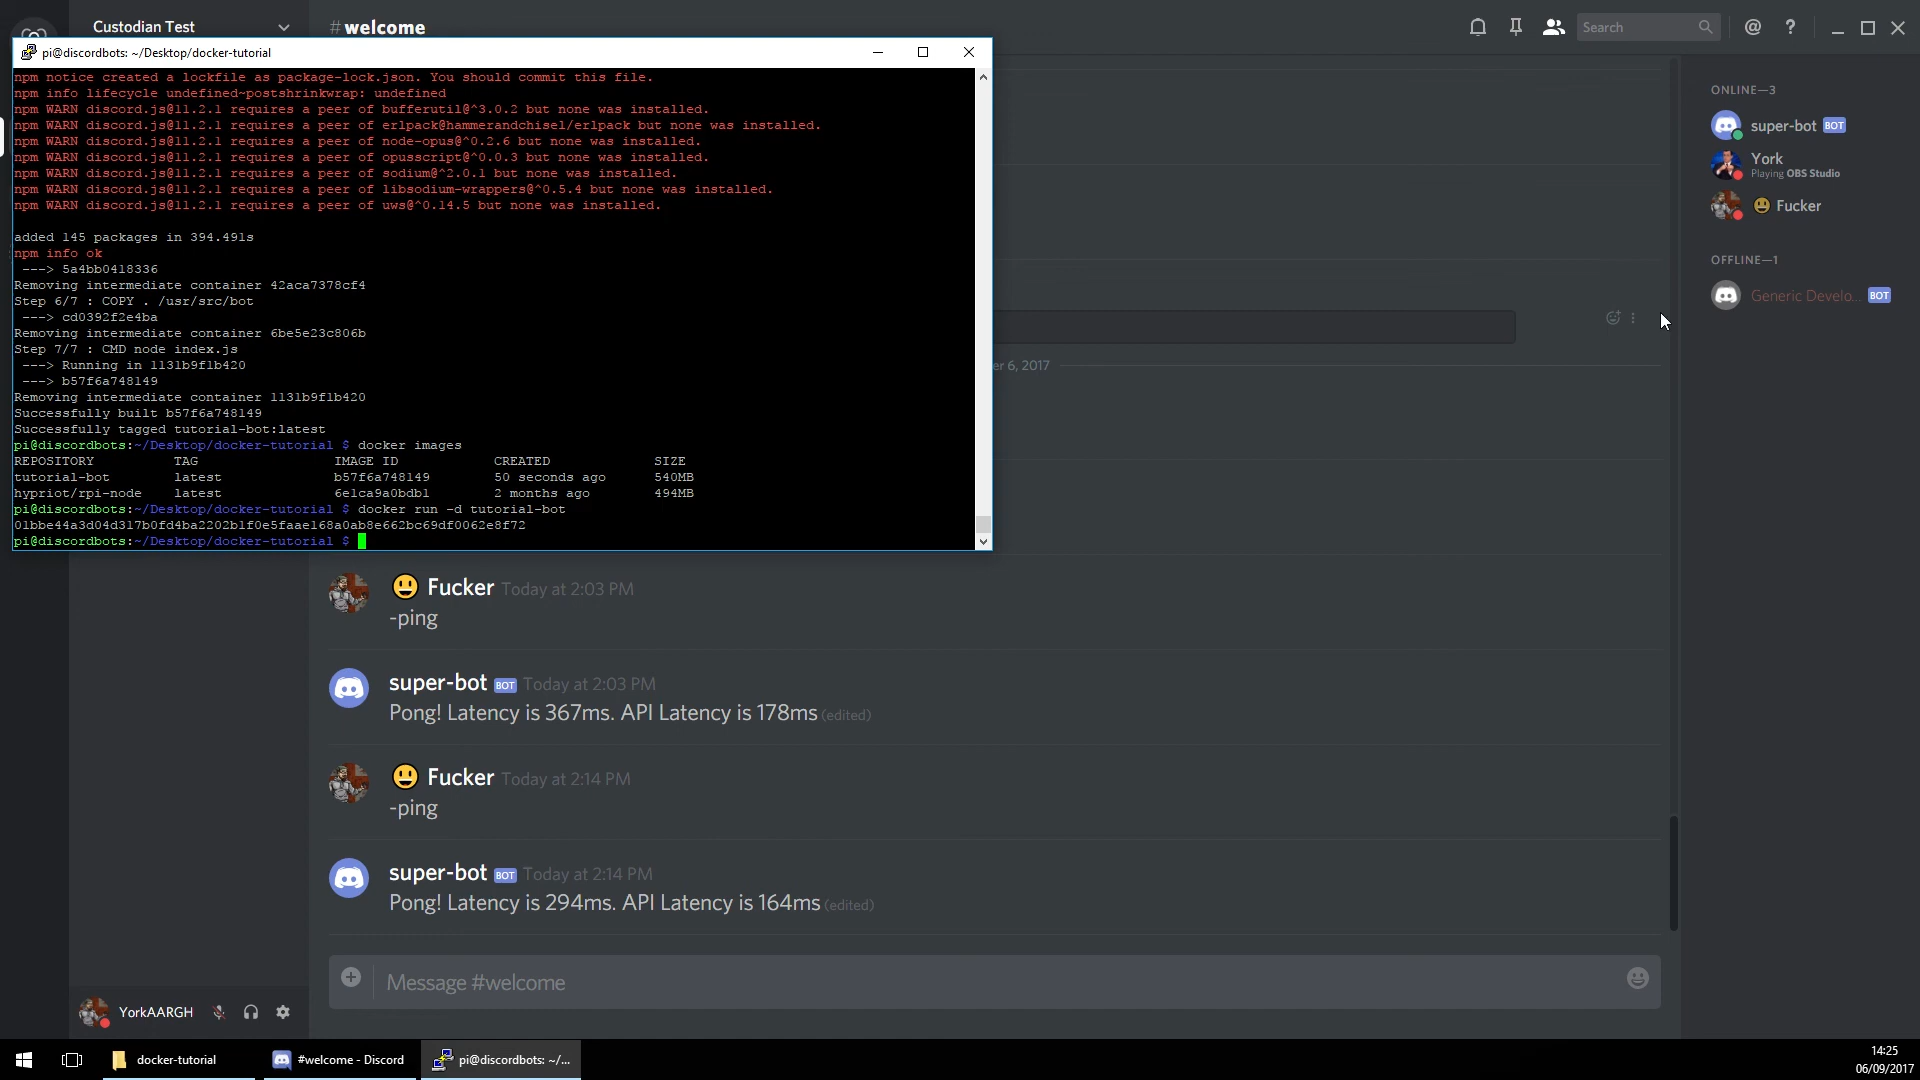 Custodian Test
#welcome
Search
@
?
pi@discordbots: ~/Desktop/docker-tutorial
npm notice created a lockfile as package-lock.json. You should commit this file.
npm info lifecycle undefined~postshrinkwrap: undefined
npm WARN discord.js@11.2.1 requires a peer of bufferutil@^3.0.2 but none was installed.
npm WARN discord.js@11.2.1 requires a peer of erlpack@hammerandchisel/erlpack but none was installed.
npm WARN discord.js@11.2.1 requires a peer of node-opus@^0.2.6 but none was installed.
npm WARN discord.js@11.2.1 requires a peer of opusscript@^0.0.3 but none was installed.
npm WARN discord.js@11.2.1 requires a peer of sodium@^2.0.1 but none was installed.
npm WARN discord.js@11.2.1 requires a peer of libsodium-wrappers@^0.5.4 but none was installed.
npm WARN discord.js@11.2.1 requires a peer of uws@^0.14.5 but none was installed.
added 145 packages in 394.491s
npm info ok
---> 5a4bb0418336
Removing intermediate container 42aca7378cf4
Step 6/7 : COPY . /usr/src/bot
---> cd0392f2e4ba
Removing intermediate container 6be5e23c806b
Step 7/7 : CMD node index.js
---> Running in 1131b9f1b420
---> b57f6a748149
Removing intermediate container 1131b9f1b420
Successfully built b57f6a748149
Successfully tagged tutorial-bot:latest
pi@discordbots:~/Desktop/docker-tutorial $ docker images
REPOSITORY TAG IMAGE ID CREATED SIZE
tutorial-bot latest b57f6a748149 50 seconds ago 540MB
hypriot/rpi-node latest 6e1ca9a0bdb1 2 months ago 494MB
pi@discordbots:~/Desktop/docker-tutorial $ docker run -d tutorial-bot
01bbe44a3d04d317b0fd4ba2202b1f0e5faae168a0ab8e662bc69df0062e8f72
pi@discordbots:~/Desktop/docker-tutorial $
er 6, 2017
Fucker Today at 2:03 PM
-ping
super-bot BOT Today at 2:03 PM
Pong! Latency is 367ms. API Latency is 178ms (edited)
Fucker Today at 2:14 PM
-ping
super-bot BOT Today at 2:14 PM
Pong! Latency is 294ms. API Latency is 164ms (edited)
Message #welcome
ONLINE—3
super-bot BOT
York
Playing OBS Studio
Fucker
OFFLINE—1
Generic Develo... BOT
YorkAARGH
docker-tutorial
#welcome - Discord
pi@discordbots: ~/...
14:25
06/09/2017